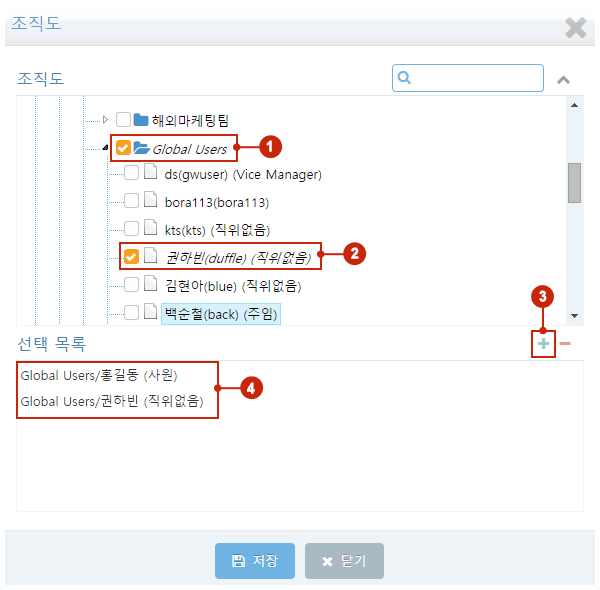 조직도
조직도
해외마케팅팀
Global Users
1
ds(gwuser) (Vice Manager)
bora113(bora113)
kts(kts) (직위없음)
권하빈(duffle) (직위없음)
2
김현아(blue) (직위없음)
백순철(back) (주임)
3
선택 목록
Global Users/홍길동 (사원)
Global Users/권하빈 (직위없음)
4
저장 닫기